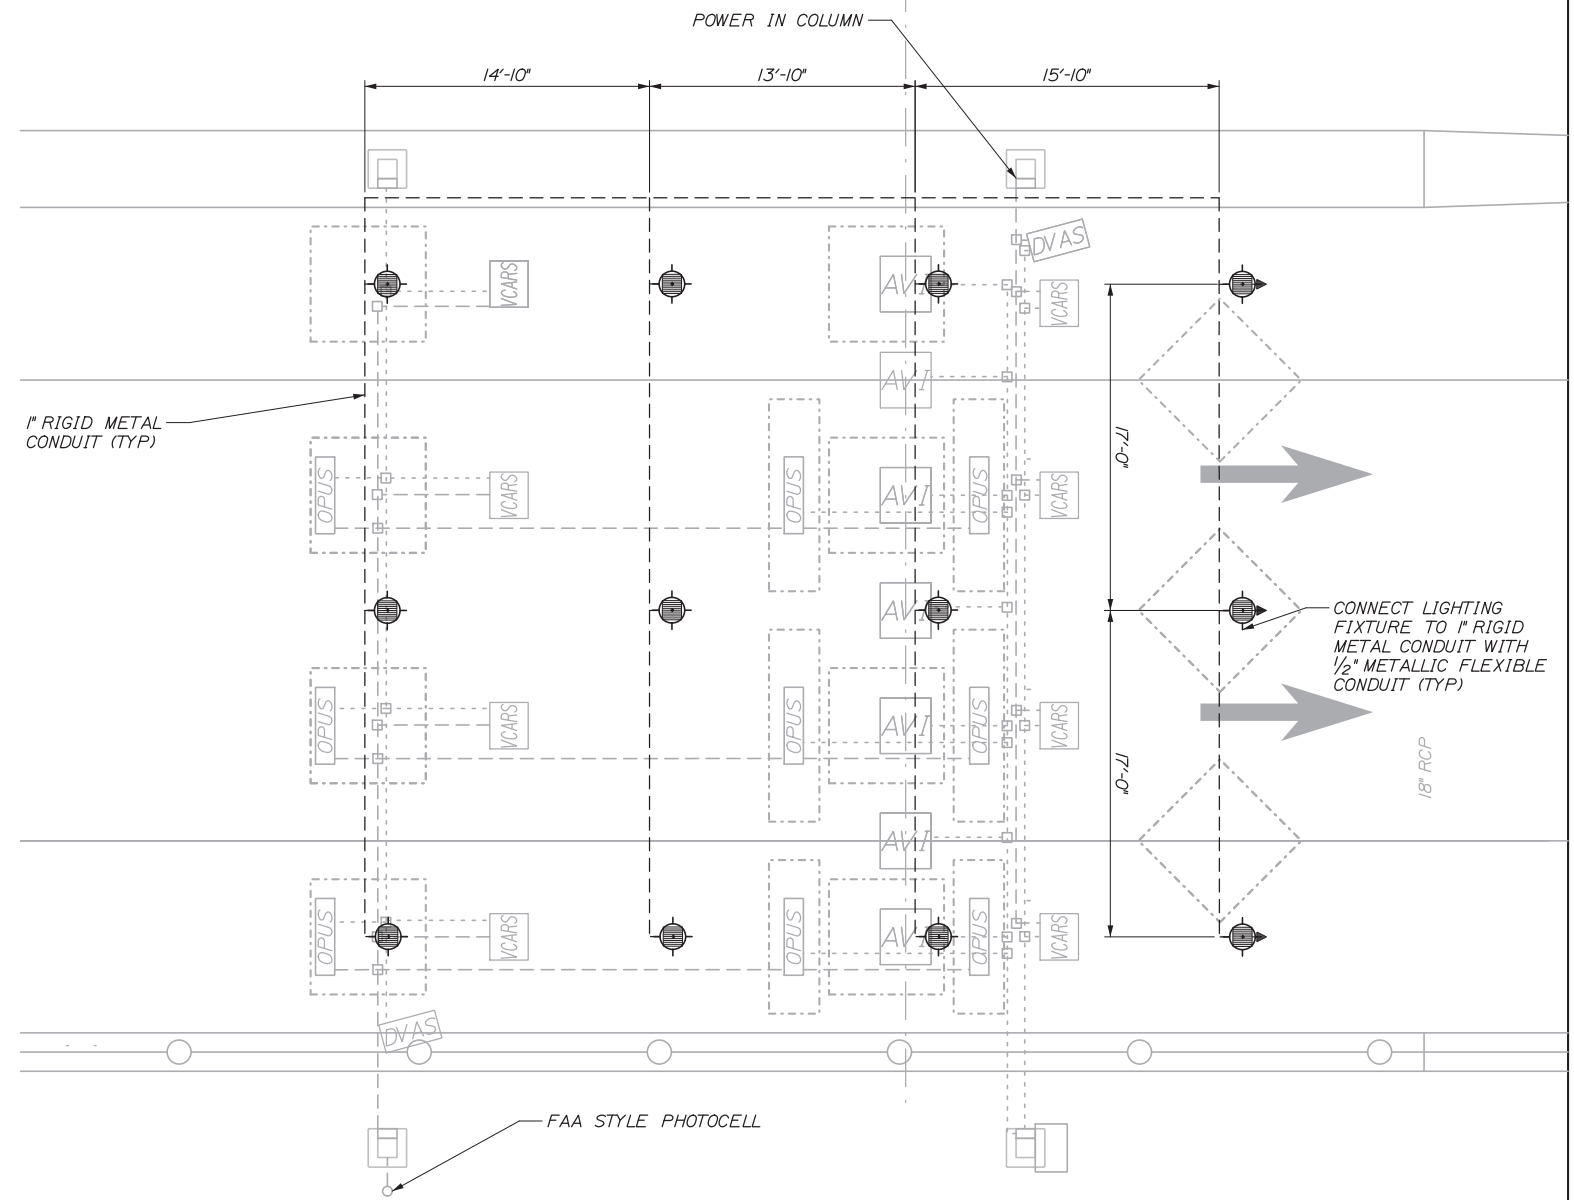 POWER IN COLUMN
14'-10" 13'-10" 15'-10"
DVAS
VCARS AVI VCARS
AVI
1" RIGID METAL
CONDUIT (TYP)
17'-0"
OPUS VCARS OPUS AVI OPUS VCARS
AVI
CONNECT LIGHTING
FIXTURE TO 1" RIGID
METAL CONDUIT WITH
1/2" METALLIC FLEXIBLE
CONDUIT (TYP)
OPUS VCARS OPUS AVI OPUS VCARS
17'-0"
18" RCP
AVI
OPUS VCARS OPUS AVI OPUS VCARS
DVAS
FAA STYLE PHOTOCELL